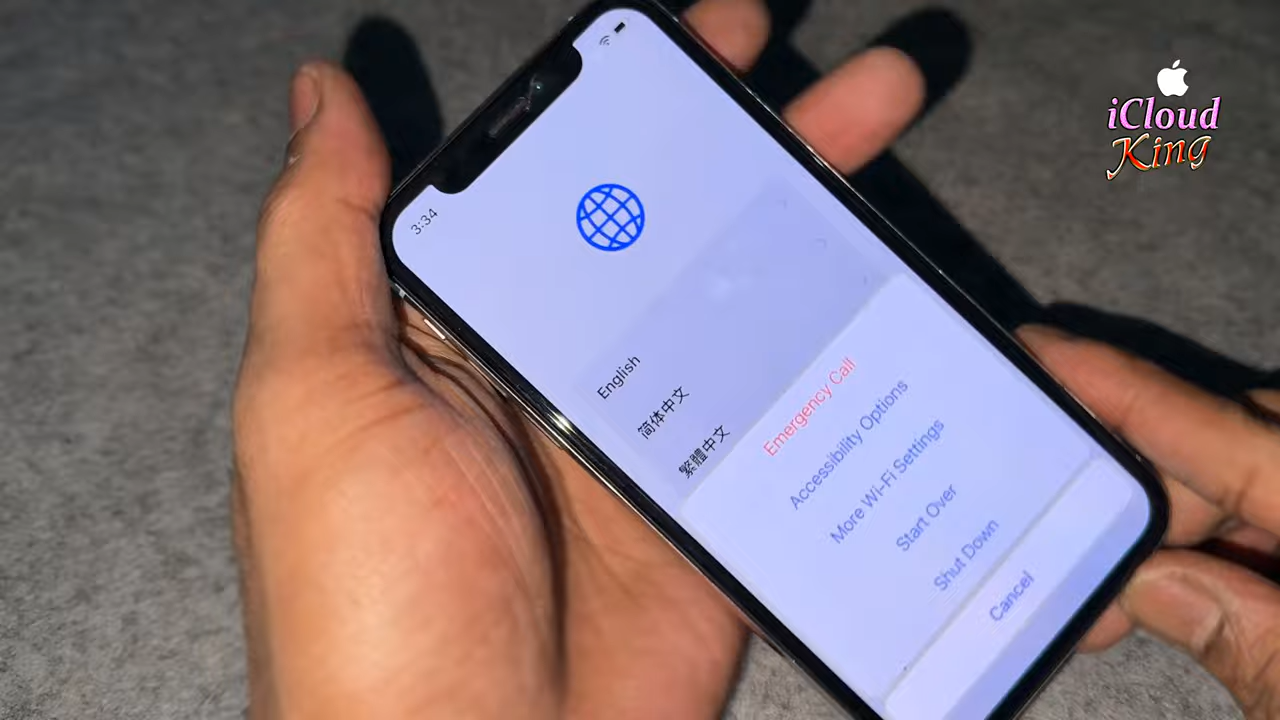 iCloud
King
3:34
English
简体中文
繁體中文
Emergency Call
Accessibility Options
More Wi-Fi Settings
Start Over
Shut Down
Cancel